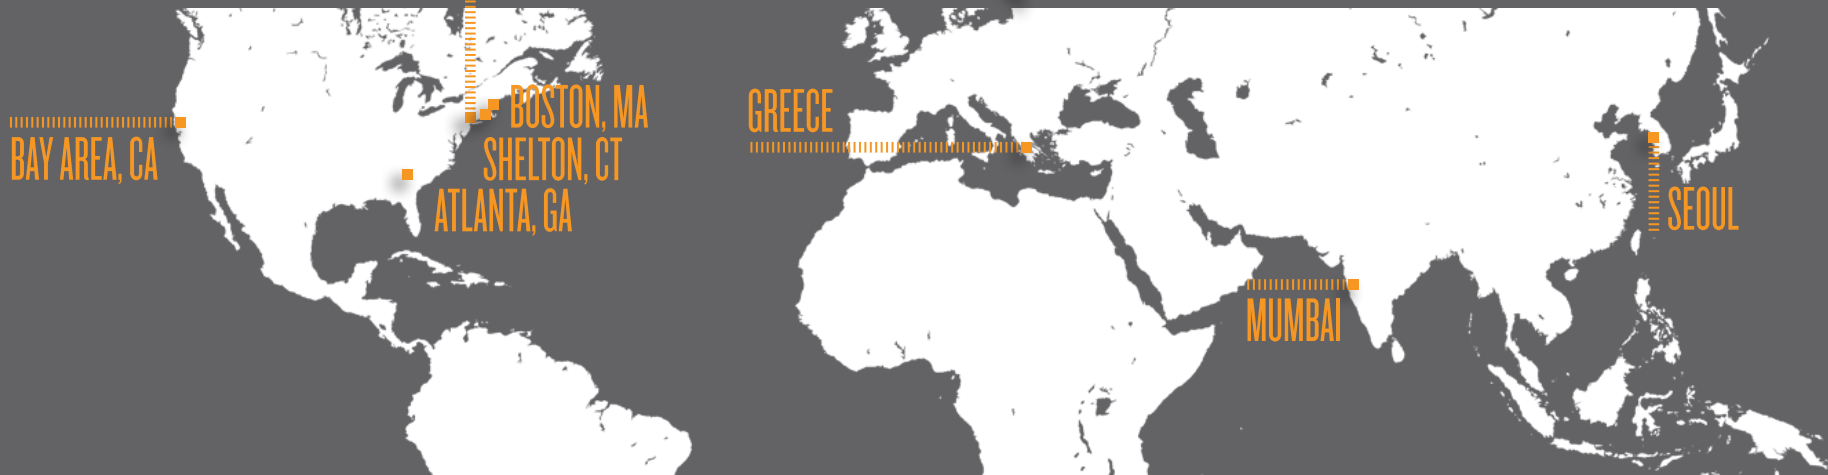 BOSTON, MA
GREECE
BAY AREA, CA
SHELTON, CT
ATLANTA, GA
SEOUL
MUMBAI